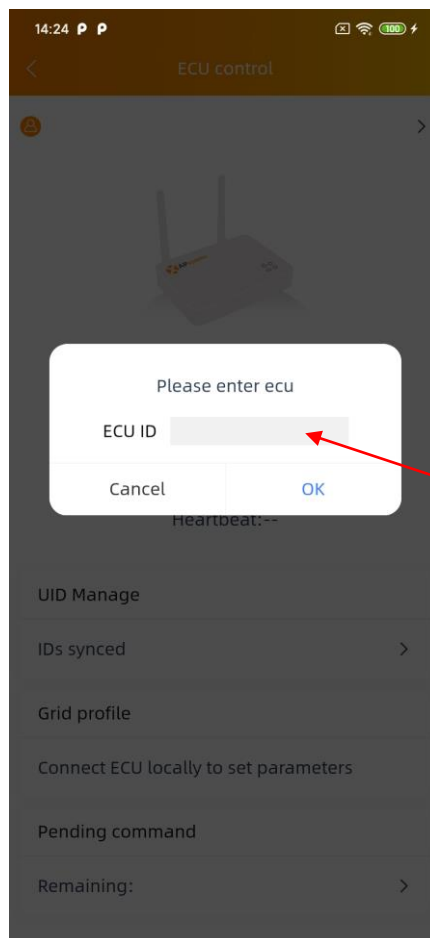 14:24 P P
100
ECU control
Please enter ecu
ECU ID
Cancel OK
Heartbeat:--
UID Manage
IDs synced
Grid profile
Connect ECU locally to set parameters
Pending command
Remaining: